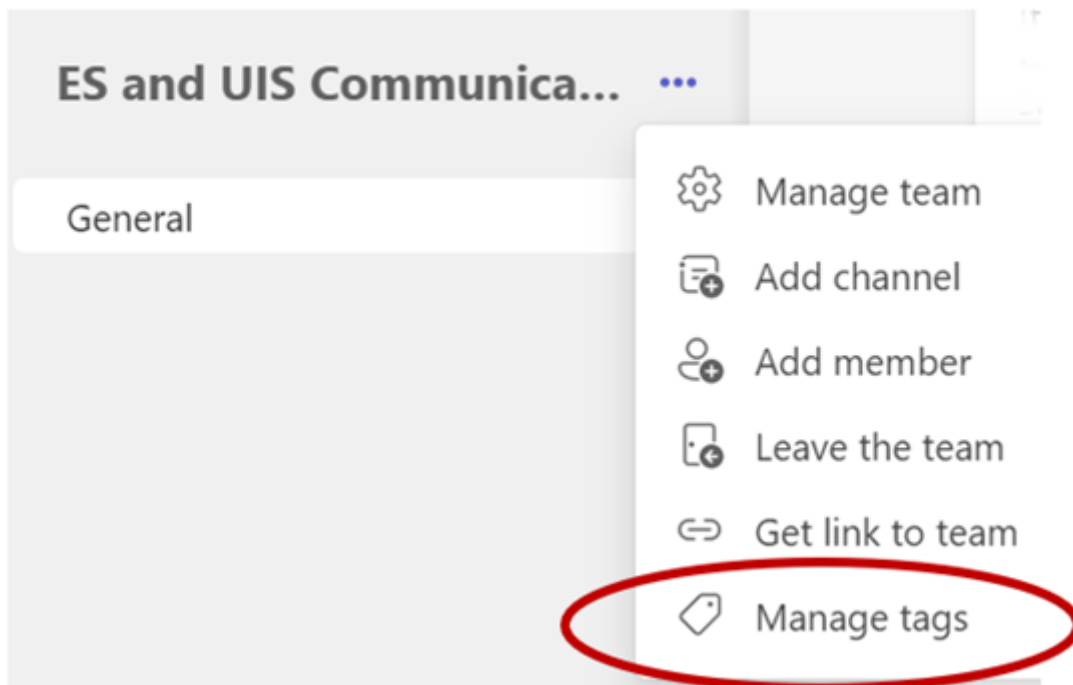 ES and UIS Communica... •••
General
Manage team
Add channel
Add member
Leave the team
Get link to team
Manage tags